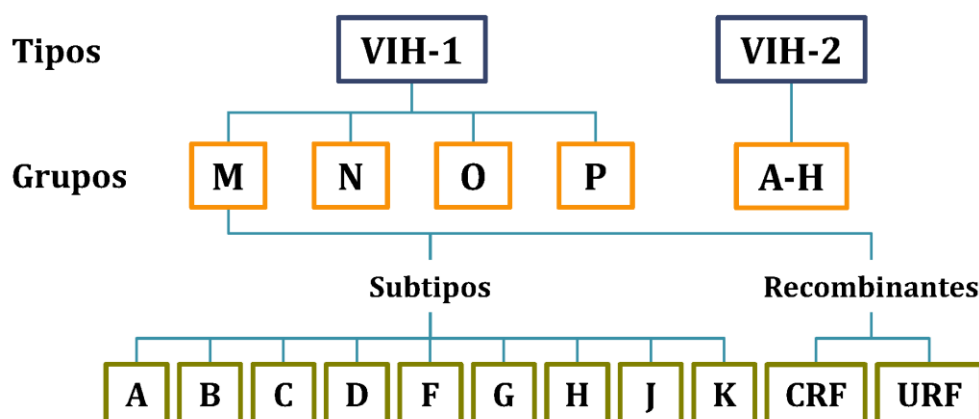 Tipos VIH-1 VIH-2
Grupos M N O P A-H
Subtipos Recombinantes
A B C D F G H J K CRF URF